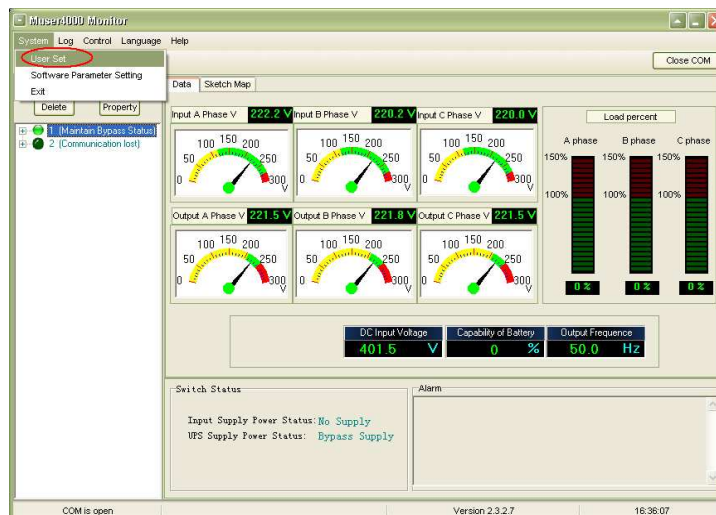 Muser4000 Monitor
System Log Control Language Help
User Set
Software Parameter Setting
Exit
Close COM
Delete Property
1 (Maintain Bypass Status)
2 (Communication lost)
Data Sketch Map
Input A Phase V 222.2 V Input B Phase V 220.2 V Input C Phase V 220.0 V
0 50 100 150 200 250 300 V
0 50 100 150 200 250 300 V
0 50 100 150 200 250 300 V
Output A Phase V 221.5 V Output B Phase V 221.8 V Output C Phase V 221.5 V
0 50 100 150 200 250 300 V
0 50 100 150 200 250 300 V
0 50 100 150 200 250 300 V
Load percent
A phase B phase C phase
150% 150% 150%
100% 100% 100%
0 % 0 % 0 %
DC Input Voltage Capability of Battery Output Frequence
401.5 V 0 % 50.0 Hz
Switch Status
Input Supply Power Status: No Supply
UPS Supply Power Status: Bypass Supply
Alarm
COM is open Version 2.3.2.7 16:36:07